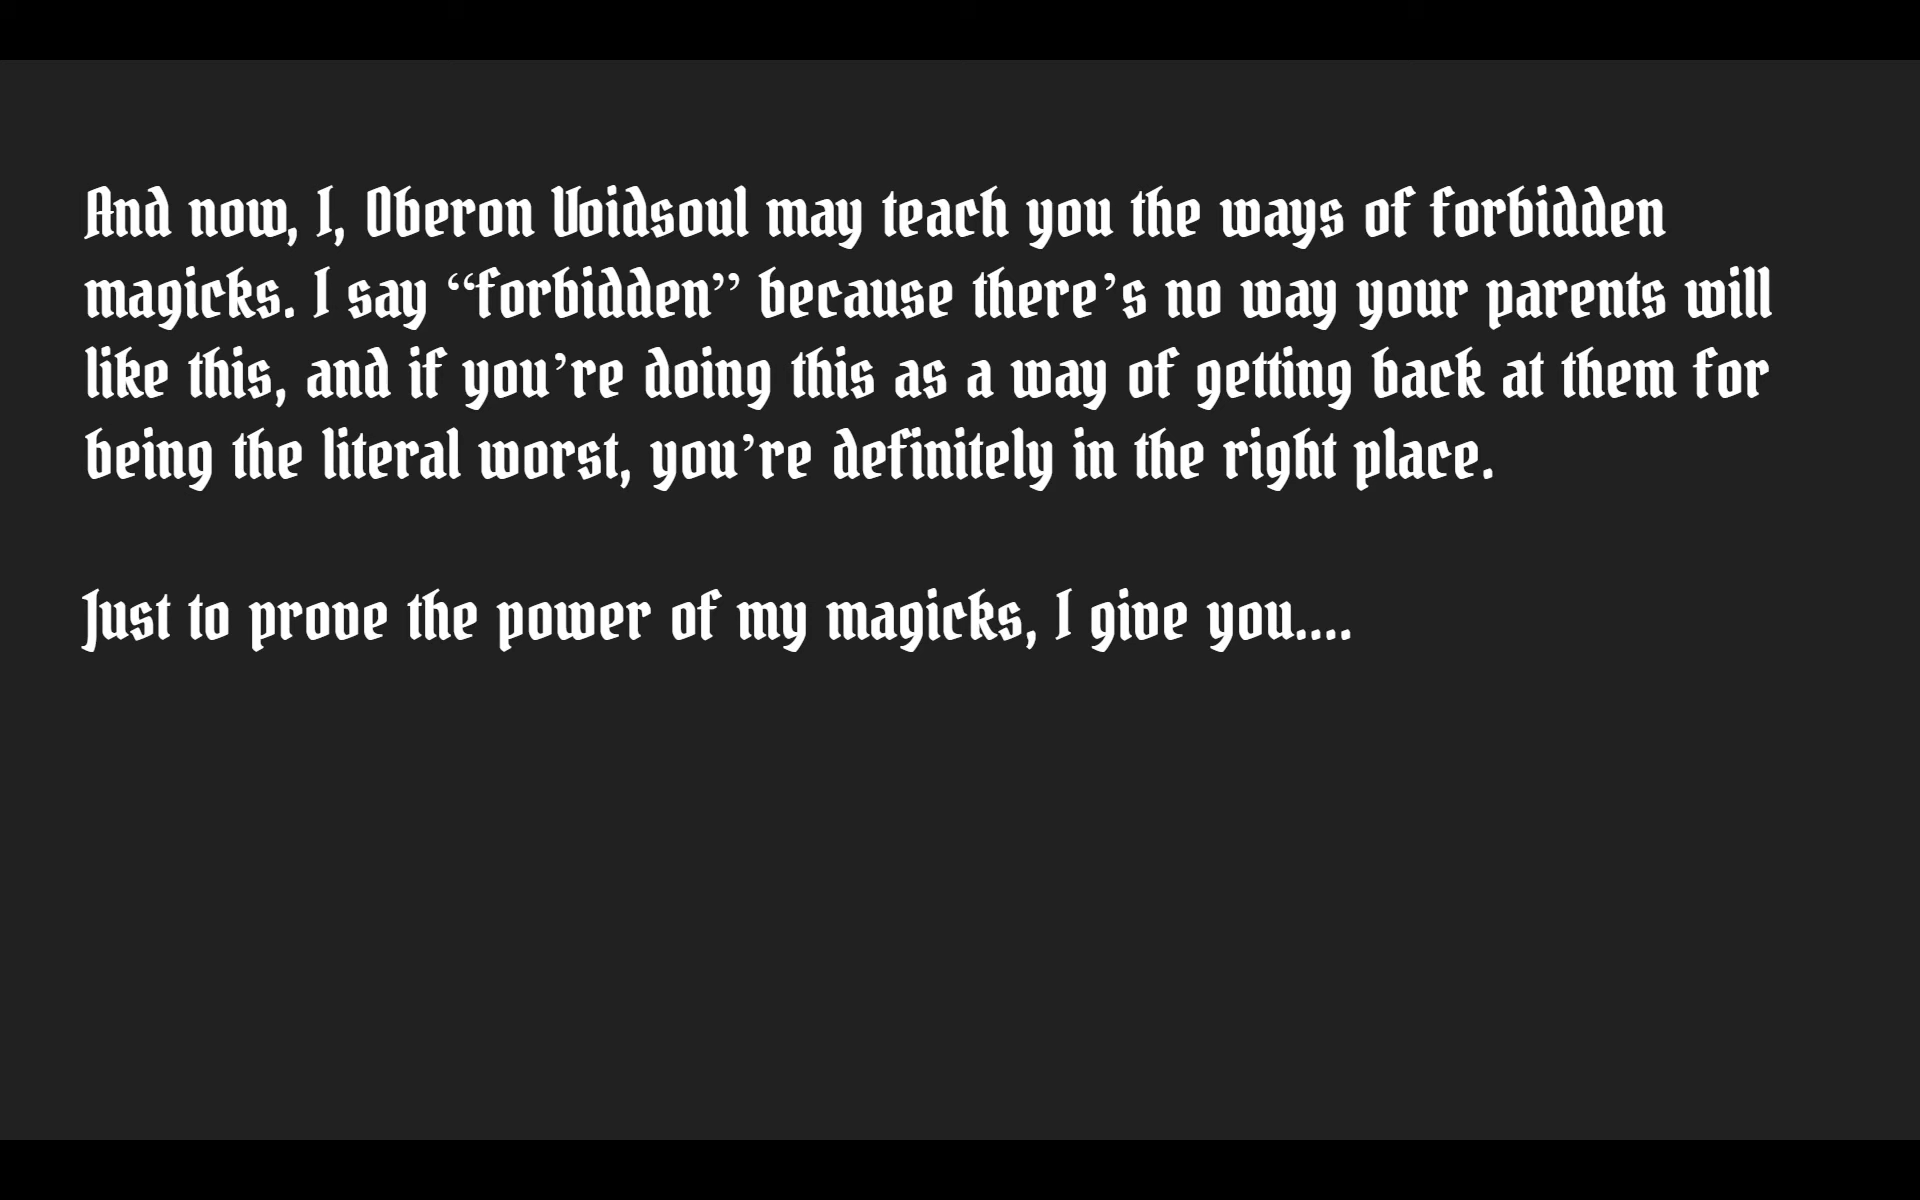 And now, I, Oberon Voidsoul may teach you the ways of forbidden
magicks. I say “forbidden” because there’s no way your parents will
like this, and if you’re doing this as a way of getting back at them for
being the literal worst, you’re definitely in the right place.
Just to prove the power of my magicks, I give you....